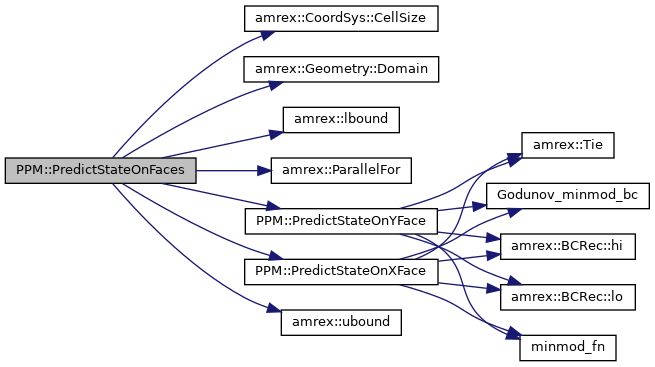 PPM::PredictStateOnFaces
amrex::CoordSys::CellSize
amrex::Geometry::Domain
amrex::lbound
amrex::ParallelFor
PPM::PredictStateOnYFace
PPM::PredictStateOnXFace
amrex::ubound
amrex::Tie
Godunov_minmod_bc
amrex::BCRec::hi
amrex::BCRec::lo
minmod_fn